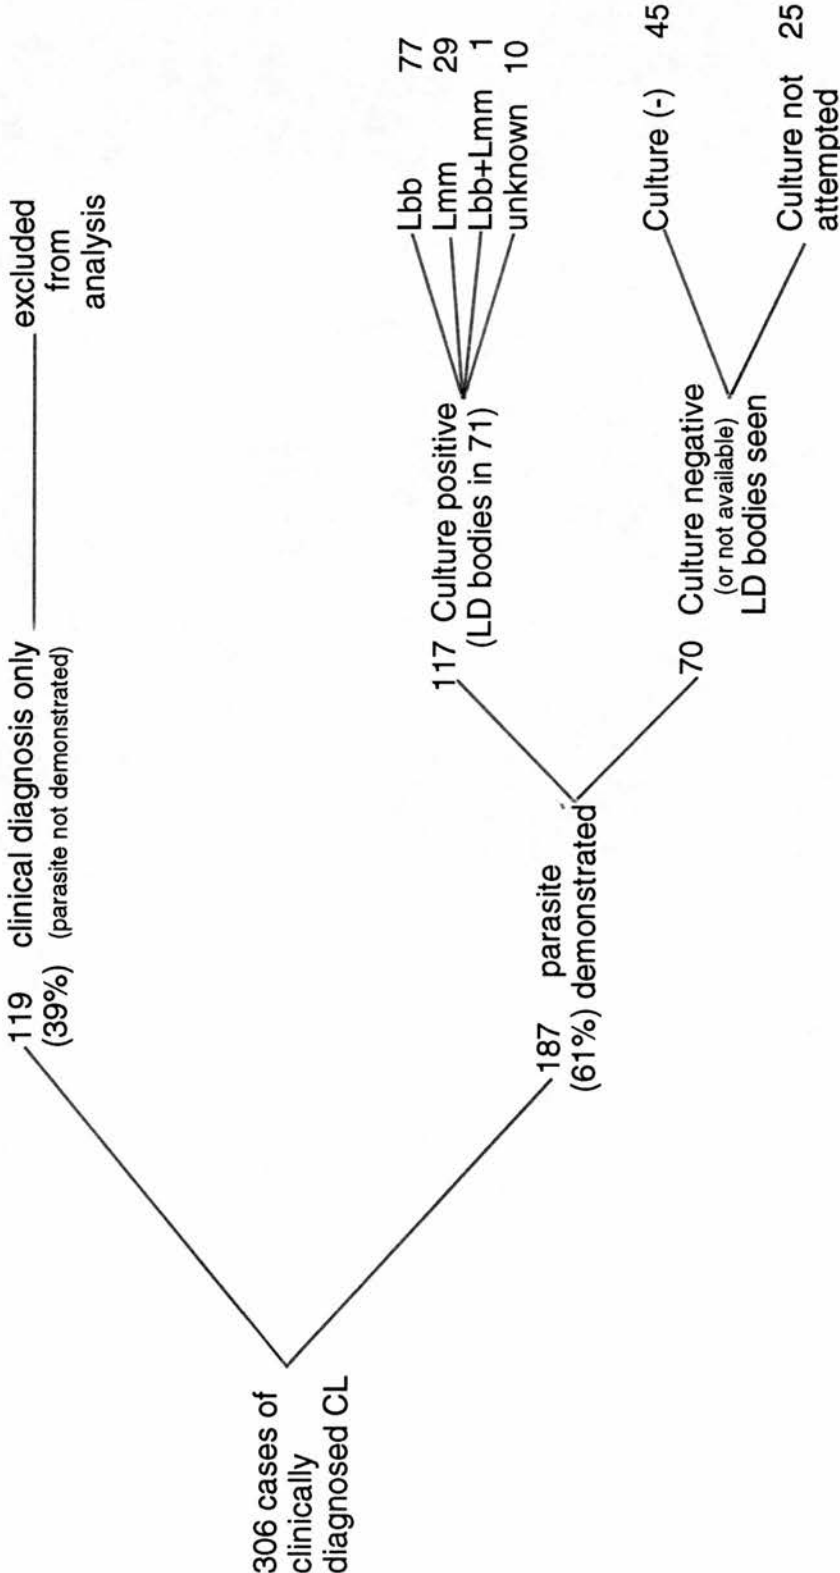 306 cases of
clinically
diagnosed CL
119 clinical diagnosis only
(39%) (parasite not demonstrated)
excluded
from
analysis
187 parasite
(61%) demonstrated
117 Culture positive
(LD bodies in 71)
Lbb 77
Lmm 29
Lbb+Lmm 1
unknown 10
70 Culture negative
(or not available)
LD bodies seen
Culture (-) 45
Culture not 25
attempted